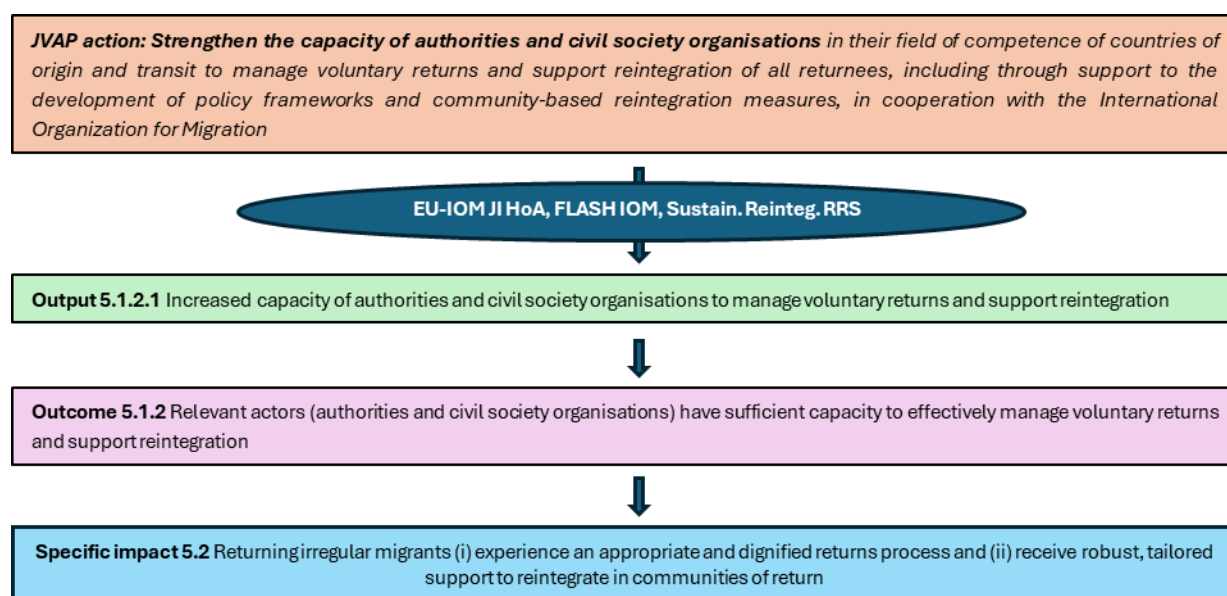 JVAP action: Strengthen the capacity of authorities and civil society organisations in their field of competence of countries of
origin and transit to manage voluntary returns and support reintegration of all returnees, including through support to the
development of policy frameworks and community-based reintegration measures, in cooperation with the International
Organization for Migration
EU-IOM JI HoA, FLASH IOM, Sustain. Reinteg. RRS
Output 5.1.2.1 Increased capacity of authorities and civil society organisations to manage voluntary returns and support reintegration
Outcome 5.1.2 Relevant actors (authorities and civil society organisations) have sufficient capacity to effectively manage voluntary returns
and support reintegration
Specific impact 5.2 Returning irregular migrants (i) experience an appropriate and dignified returns process and (ii) receive robust, tailored
support to reintegrate in communities of return